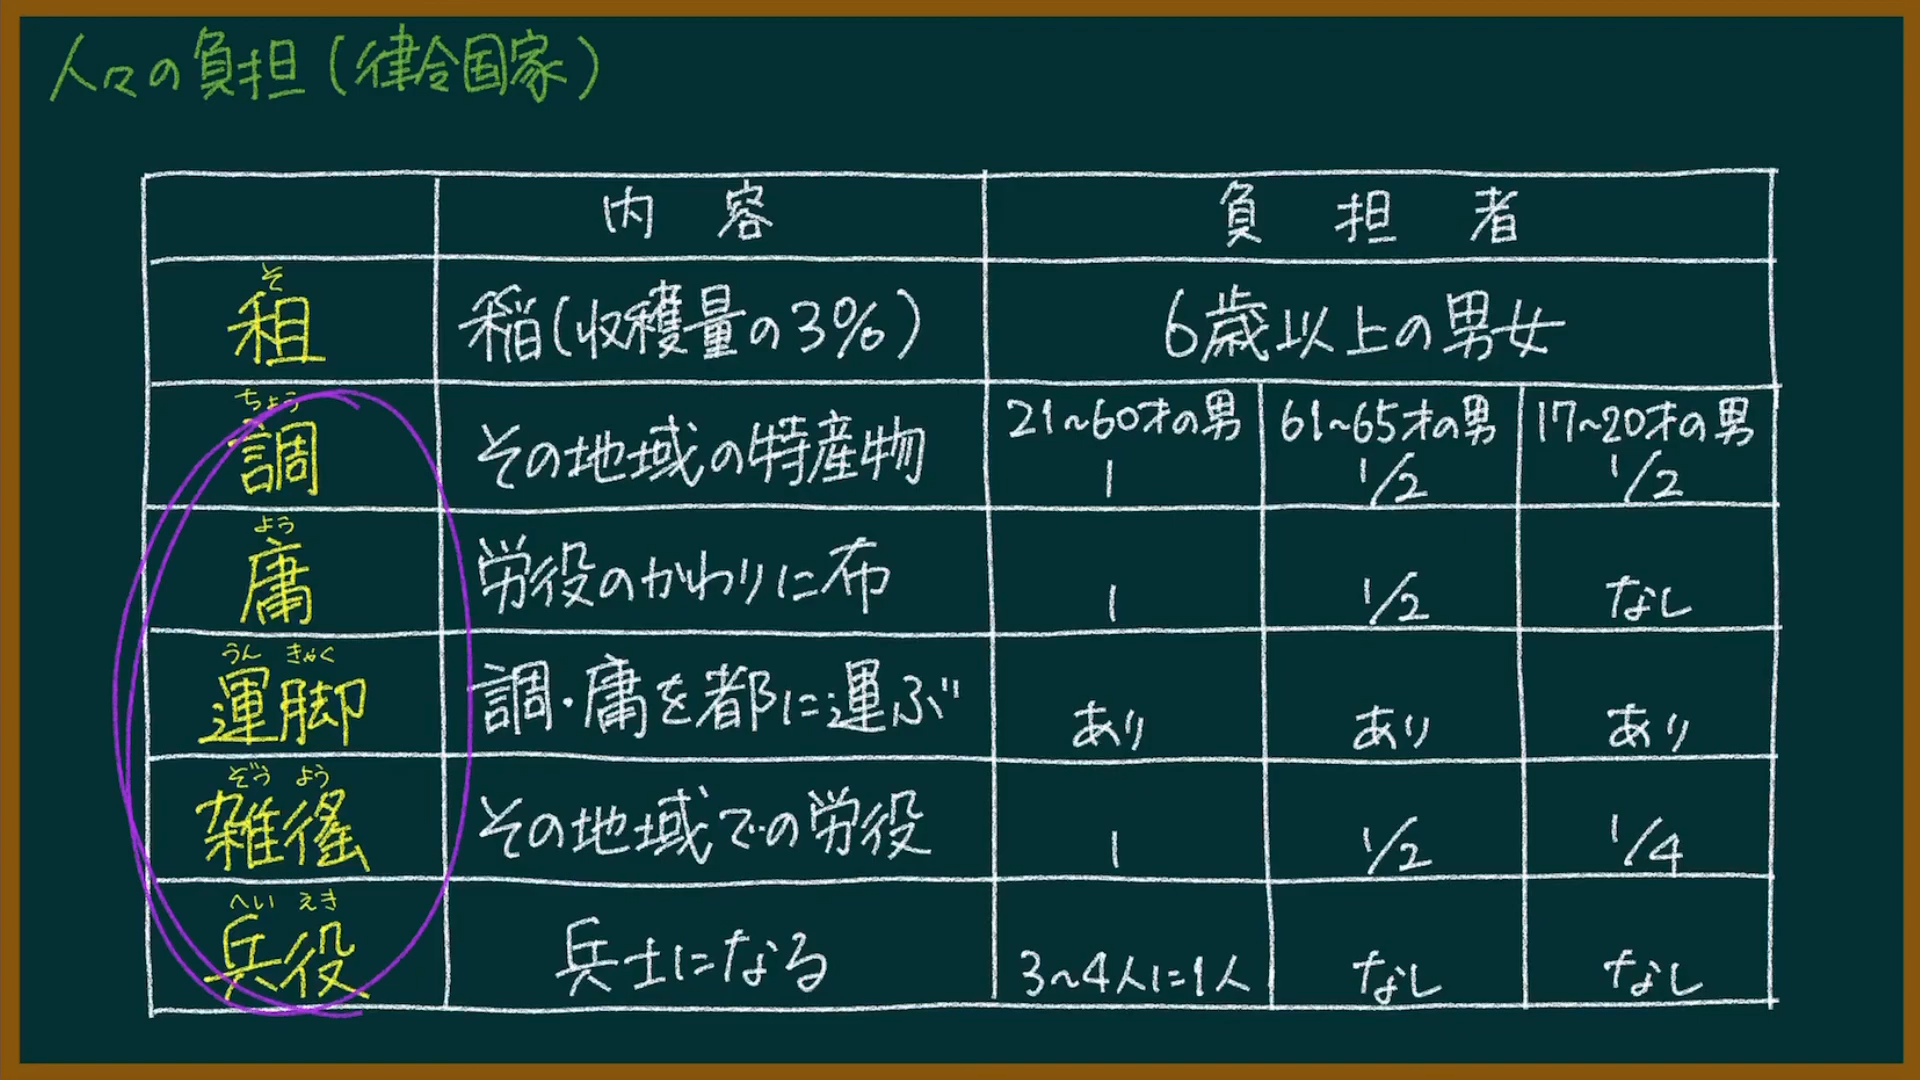 人々の負担(律令国家)
内容 負担者
そ
租 稲(収穫量の3%) 6歳以上の男女
ちょう
調 その地域の特産物 21~60才の男 61~65才の男 17~20才の男
1 1/2 1/2
よう
庸 労役のかわりに布 1 1/2 なし
うん きゃく
運脚 調・庸を都に運ぶ あり あり あり
ぞう よう
雑徭 その地域での労役 1 1/2 1/4
へい えき
兵役 兵士になる 3~4人に1人 なし なし